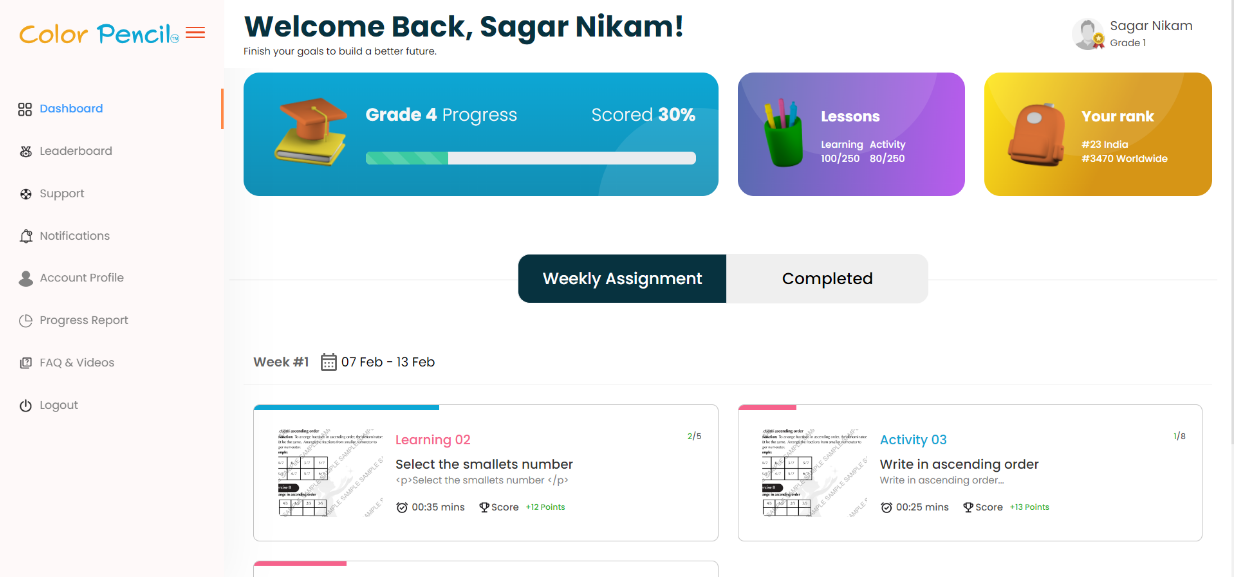 Color Pencil
Welcome Back, Sagar Nikam!
Finish your goals to build a better future.
Sagar Nikam
Grade 1
Dashboard
Leaderboard
Support
Notifications
Account Profile
Progress Report
FAQ & Videos
Logout
Grade 4 Progress
Scored 30%
Lessons
Learning Activity
100/250 80/250
Your rank
#23 India
#3470 Worldwide
Weekly Assignment
Completed
Week #1 07 Feb - 13 Feb
Learning 02
2/5
Select the smallets number
<p>Select the smallets number </p>
00:35 mins Score +12 Points
Activity 03
1/8
Write in ascending order
Write in ascending order...
00:25 mins Score +13 Points